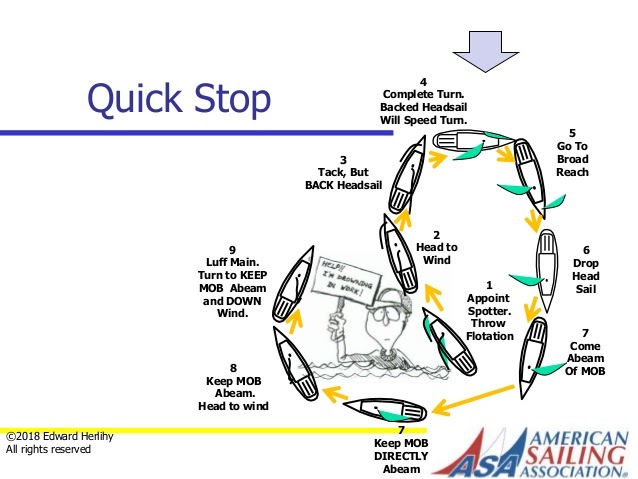 Quick Stop
4
Complete Turn.
Backed Headsail
Will Speed Turn.
5
Go To
Broad
Reach
3
Tack, But
BACK Headsail
2
Head to
Wind
9
Luff Main.
Turn to KEEP
MOB Abeam
and DOWN
Wind.
HELP!!
I'M DROWNING
IN WORK!
1
Appoint
Spotter.
Throw
Flotation
6
Drop
Head
Sail
7
Come
Abeam
Of MOB
8
Keep MOB
Abeam.
Head to wind
7
Keep MOB
DIRECTLY
Abeam
©2018 Edward Herlihy
All rights reserved
ASA
AMERICAN
SAILING
ASSOCIATION®